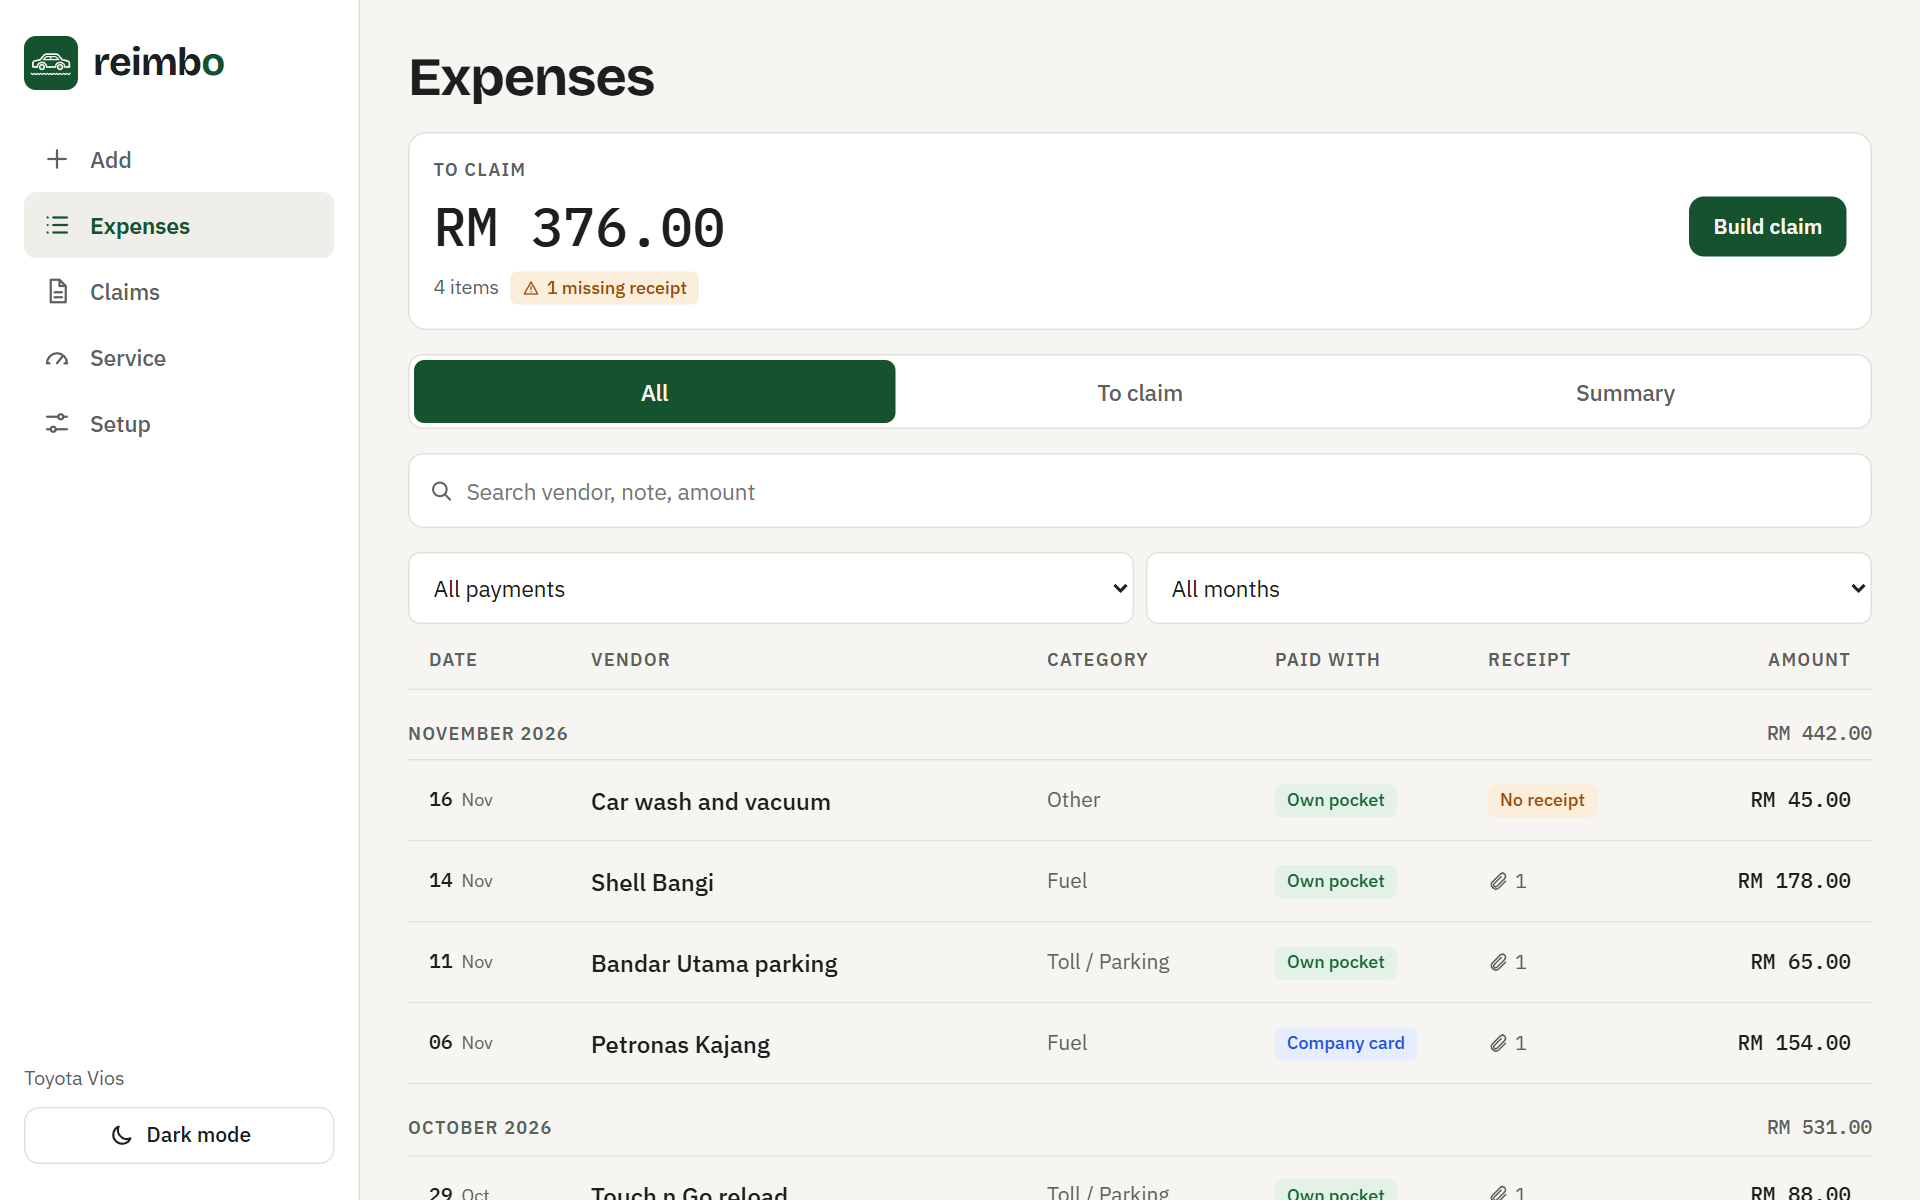 reimbo
Add
Expenses
Claims
Service
Setup
Toyota Vios
Dark mode
Expenses
TO CLAIM
RM 376.00
4 items 1 missing receipt
Build claim
All To claim Summary
Search vendor, note, amount
All payments All months
DATE VENDOR CATEGORY PAID WITH RECEIPT AMOUNT
NOVEMBER 2026 RM 442.00
16 Nov Car wash and vacuum Other Own pocket No receipt RM 45.00
14 Nov Shell Bangi Fuel Own pocket 1 RM 178.00
11 Nov Bandar Utama parking Toll / Parking Own pocket 1 RM 65.00
06 Nov Petronas Kajang Fuel Company card 1 RM 154.00
OCTOBER 2026 RM 531.00
29 Oct Touch n Go reload Toll / Parking Own pocket 1 RM 88.00